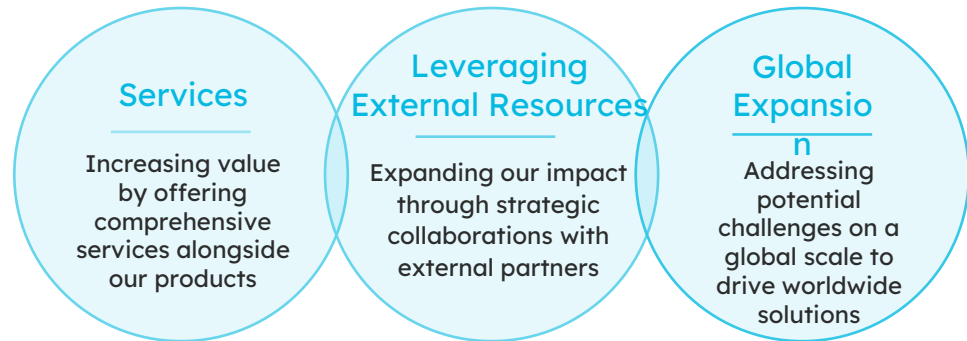 Services
Increasing value
by offering
comprehensive
services alongside
our products
Leveraging
External Resources
Expanding our impact
through strategic
collaborations with
external partners
Global
Expansio
n
Addressing
potential
challenges on a
global scale to
drive worldwide
solutions